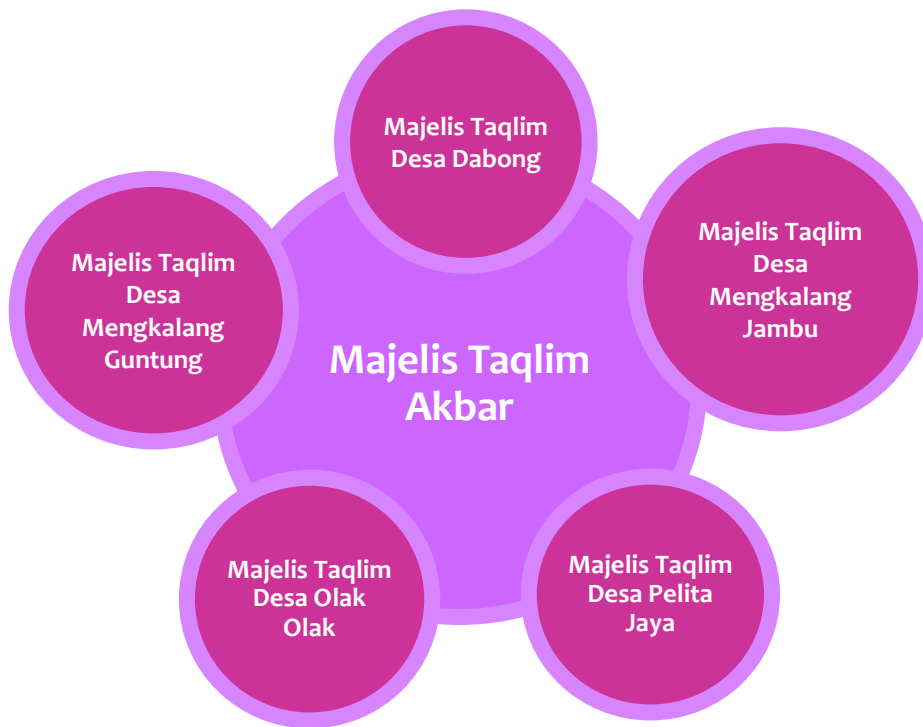 Majelis Taqlim
Desa Dabong
Majelis Taqlim
Desa
Mengkalang
Jambu
Majelis Taqlim
Desa
Mengkalang
Guntung
Majelis Taqlim
Akbar
Majelis Taqlim
Desa Olak
Olak
Majelis Taqlim
Desa Pelita
Jaya